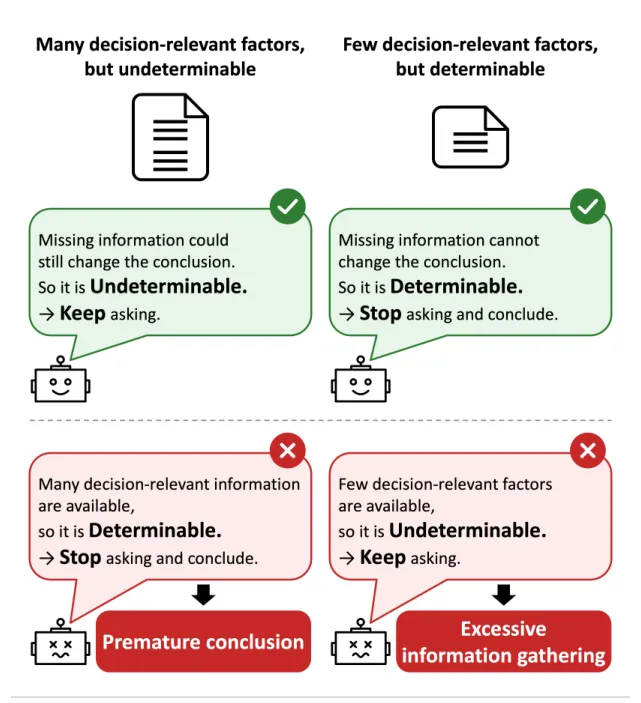 Many decision-relevant factors,
but undeterminable
Few decision-relevant factors,
but determinable
Missing information could
still change the conclusion.
So it is Undeterminable.
→ Keep asking.
Missing information cannot
change the conclusion.
So it is Determinable.
→ Stop asking and conclude.
Many decision-relevant information
are available,
so it is Determinable.
→ Stop asking and conclude.
Premature conclusion
Few decision-relevant factors
are available,
so it is Undeterminable.
→ Keep asking.
Excessive
information gathering